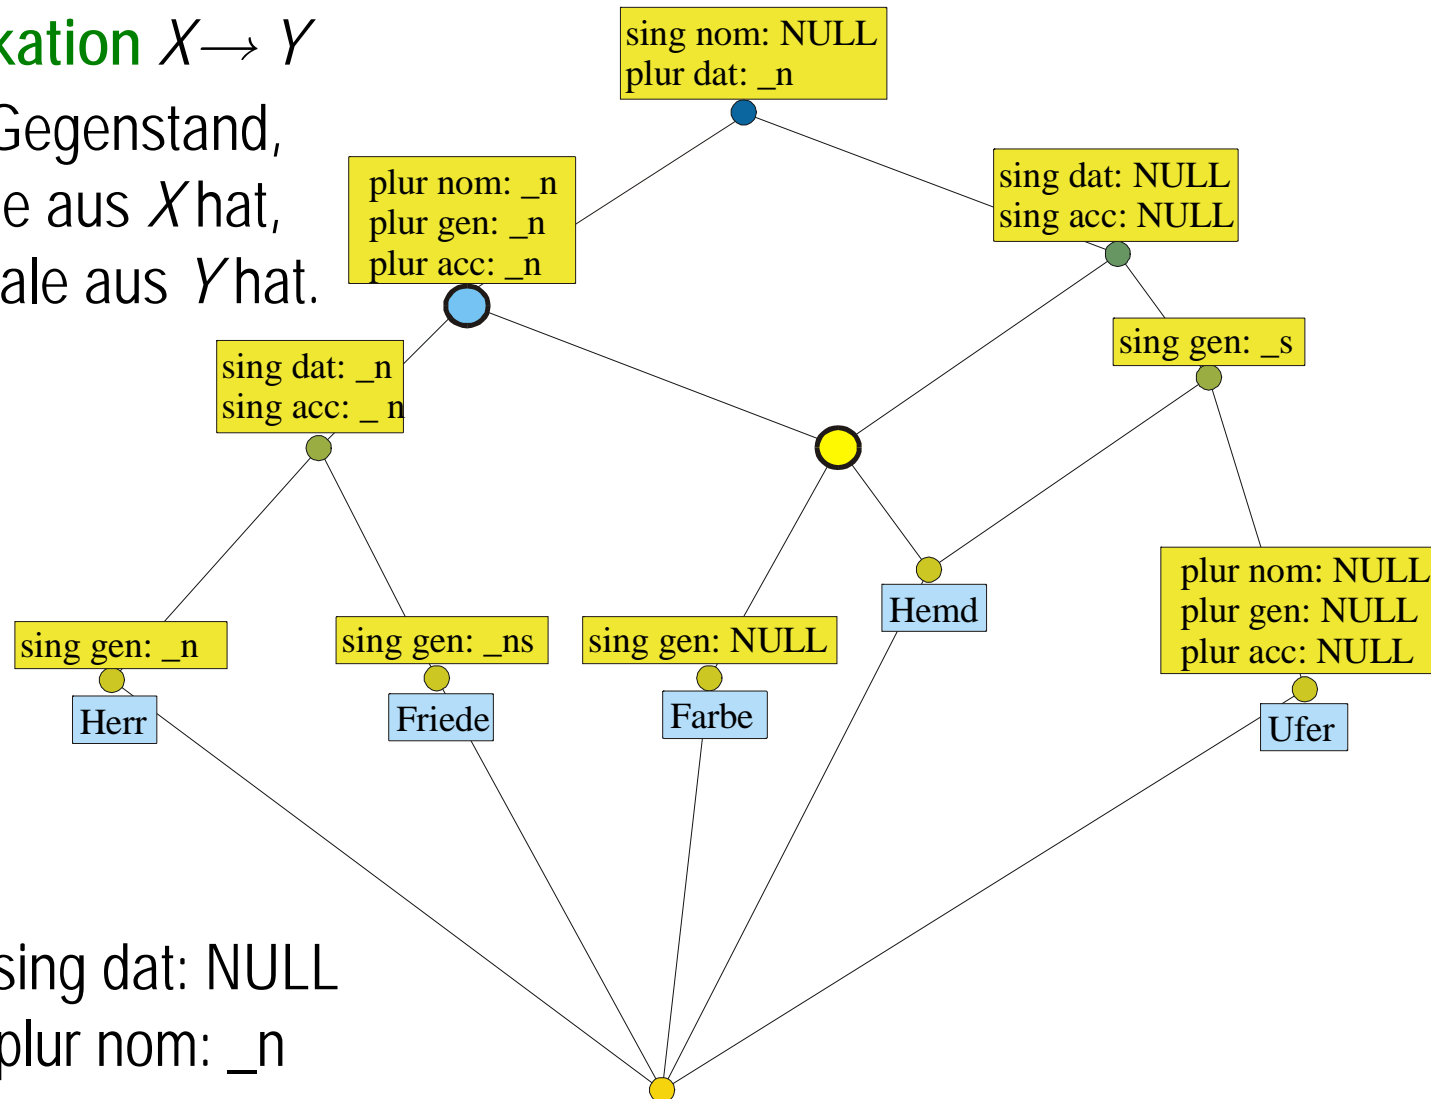 kation X→ Y
Gegenstand,
e aus X hat,
ale aus Y hat.
sing nom: NULL
plur dat: _n
plur nom: _n
plur gen: _n
plur acc: _n
sing dat: NULL
sing acc: NULL
sing gen: _s
sing dat: _n
sing acc: _ n
plur nom: NULL
plur gen: NULL
plur acc: NULL
Hemd
sing gen: _n
sing gen: _ns
sing gen: NULL
Herr
Friede
Farbe
Ufer
sing dat: NULL
plur nom: _n